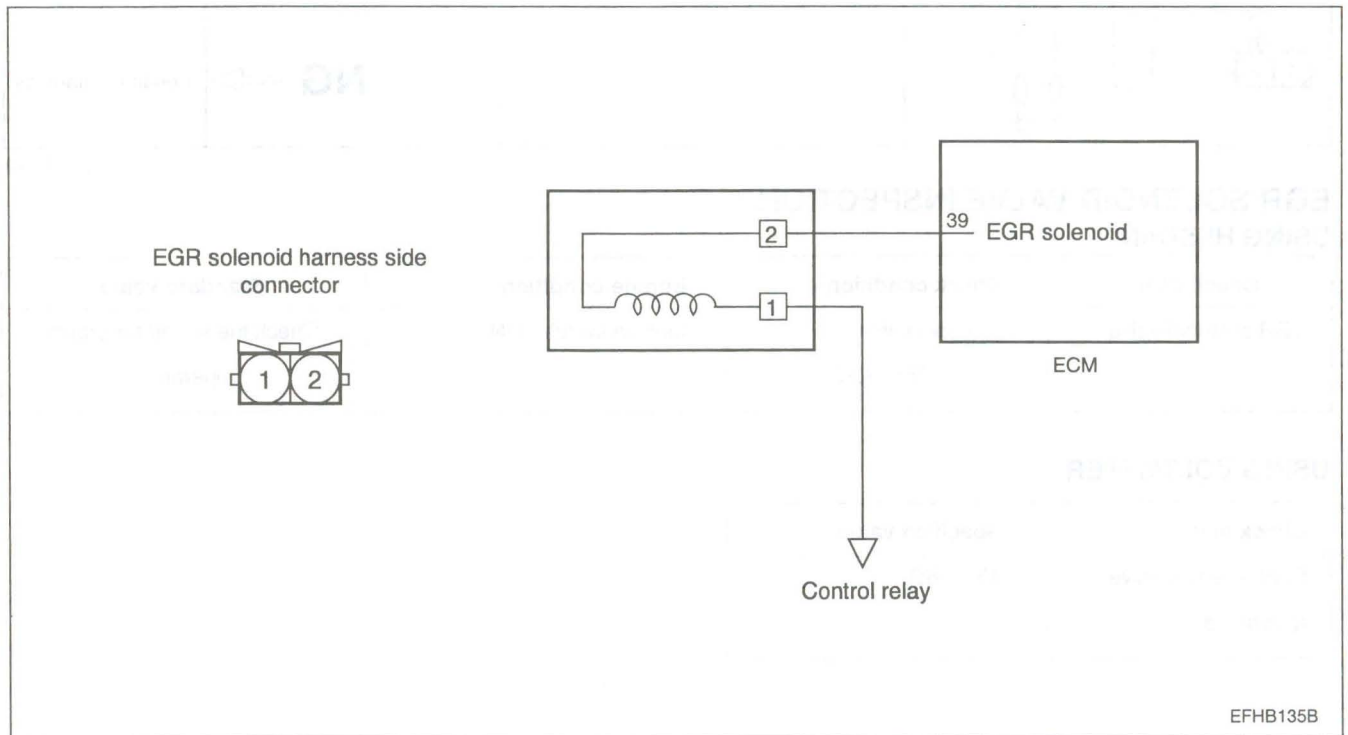 EGR solenoid harness side
connector
1 2
2
1
39
EGR solenoid
ECM
Control relay
EFHB135B